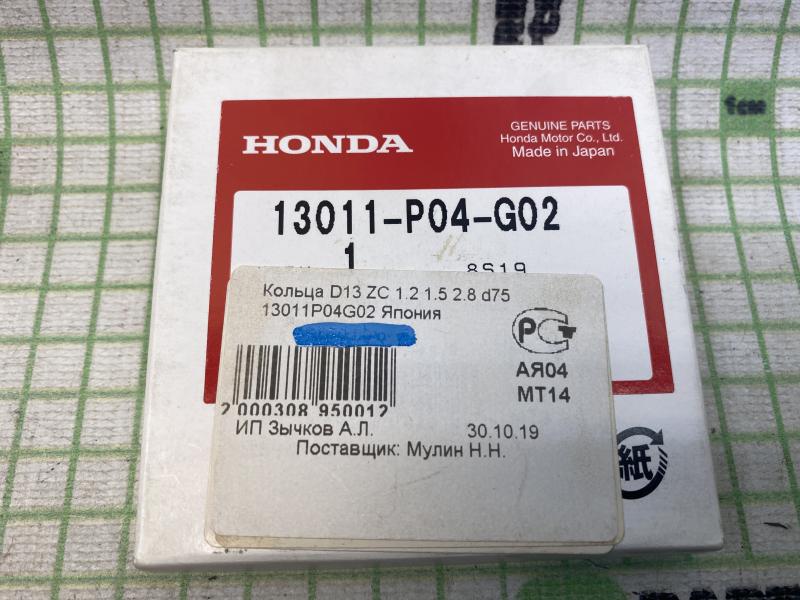 HONDA
GENUINE PARTS
Honda Motor Co., Ltd.
Made in Japan
13011-P04-G02
1
8S19
Кольца D13 ZC 1.2 1.5 2.8 d75
13011P04G02 Япония
РСТ
АЯ04
МТ14
2 000308 950012
ИП Зычков А.Л.
30.10.19
Поставщик: Мулин Н.Н.
紙